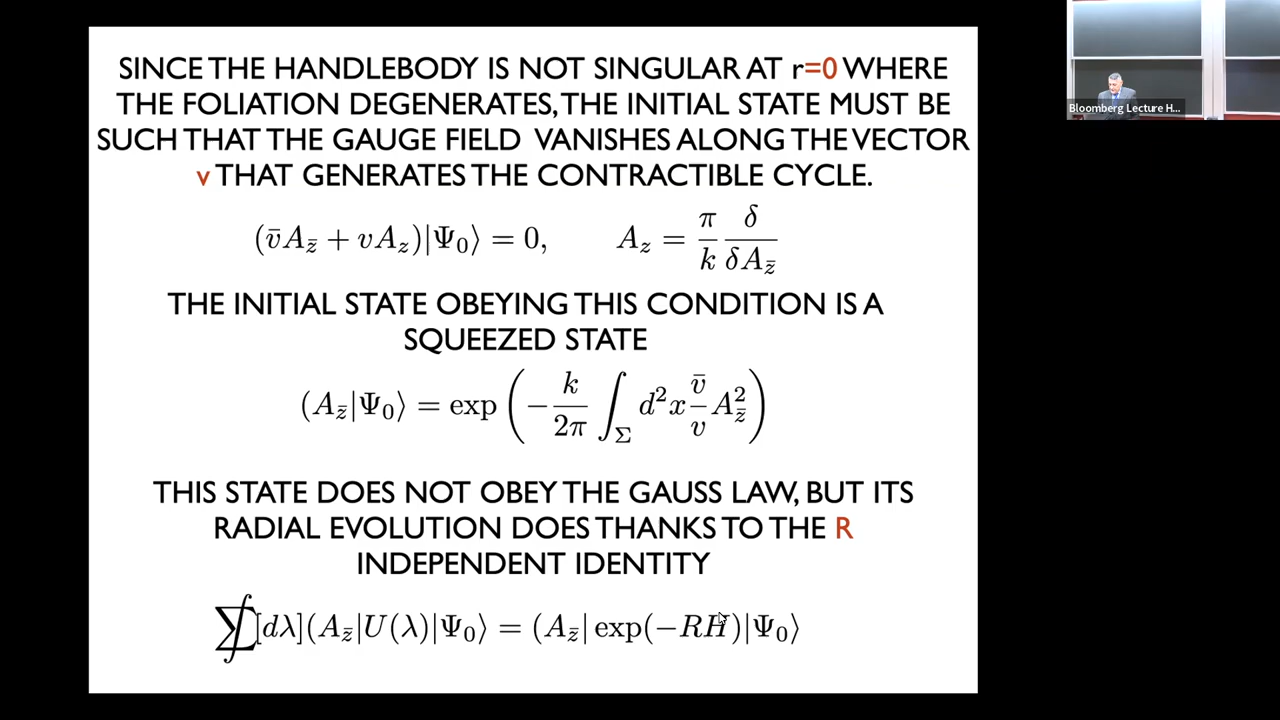 SINCE THE HANDLEBODY IS NOT SINGULAR AT r=0 WHERE
THE FOLIATION DEGENERATES, THE INITIAL STATE MUST BE
SUCH THAT THE GAUGE FIELD VANISHES ALONG THE VECTOR
v THAT GENERATES THE CONTRACTIBLE CYCLE.
(v̄A_z̄ + vA_z)|Ψ₀⟩ = 0, A_z = π/k δ/δA_z̄
THE INITIAL STATE OBEYING THIS CONDITION IS A
SQUEEZED STATE
(A_z̄|Ψ₀⟩ = exp(−k/2π ∫_Σ d²x v̄/v A_z̄²)
THIS STATE DOES NOT OBEY THE GAUSS LAW, BUT ITS
RADIAL EVOLUTION DOES THANKS TO THE R
INDEPENDENT IDENTITY
∑∫[dλ](A_z̄|U(λ)|Ψ₀⟩ = (A_z̄| exp(−RH)|Ψ₀⟩
Bloomberg Lecture H...